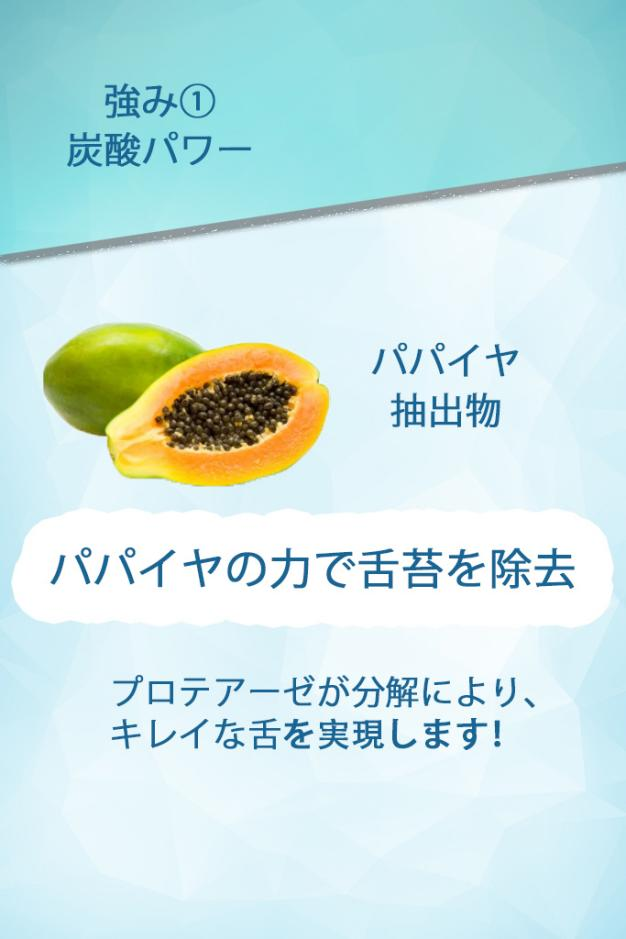 強み①
炭酸パワー
パパイヤ
抽出物
パパイヤの力で舌苔を除去
プロテアーゼが分解により、
キレイな舌を実現します!